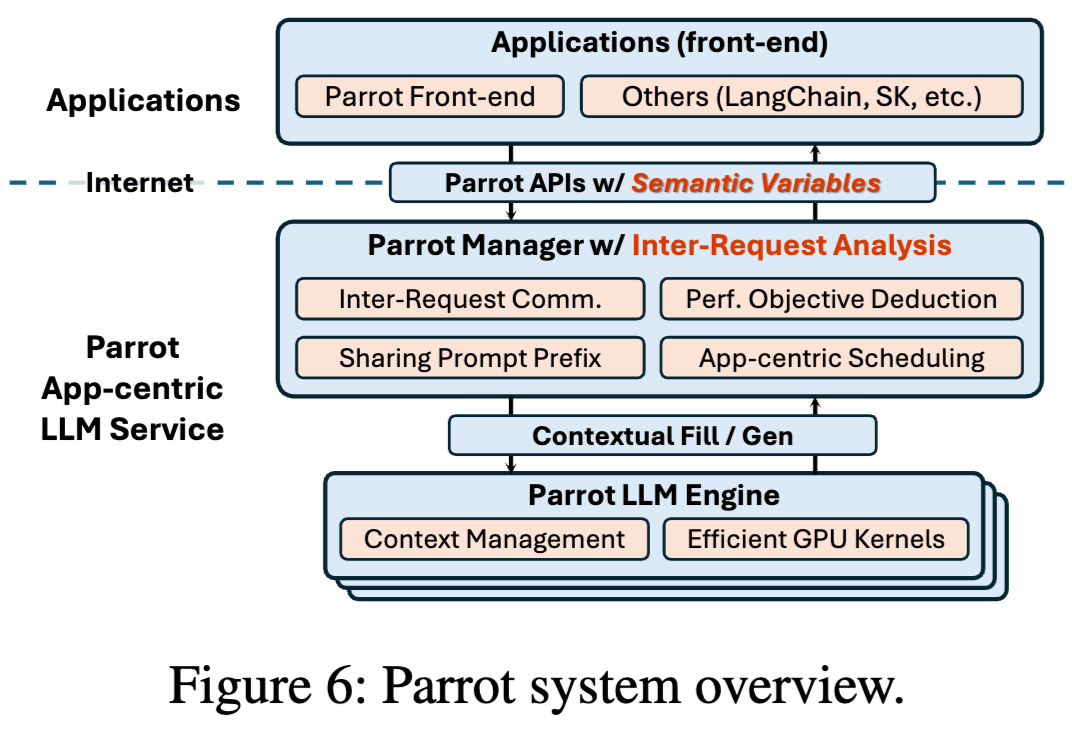 Applications (front-end)
Applications
Parrot Front-end
Others (LangChain, SK, etc.)
Internet
Parrot APIs w/ Semantic Variables
Parrot Manager w/ Inter-Request Analysis
Inter-Request Comm.
Perf. Objective Deduction
Sharing Prompt Prefix
App-centric Scheduling
Parrot
App-centric
LLM Service
Contextual Fill / Gen
Parrot LLM Engine
Context Management
Efficient GPU Kernels
Figure 6: Parrot system overview.